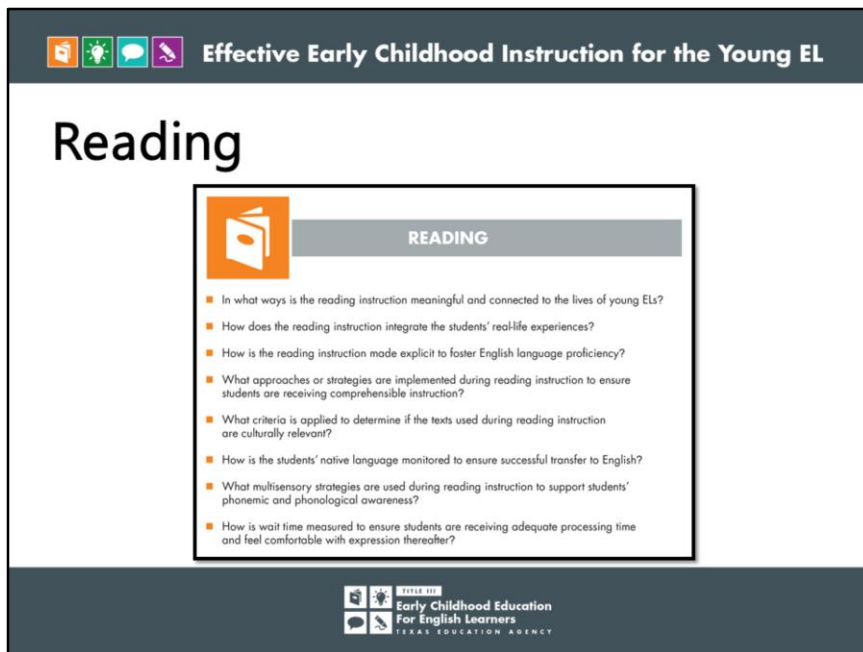 Effective Early Childhood Instruction for the Young EL
Reading
READING
■ In what ways is the reading instruction meaningful and connected to the lives of young ELs?
■ How does the reading instruction integrate the students' real-life experiences?
■ How is the reading instruction made explicit to foster English language proficiency?
■ What approaches or strategies are implemented during reading instruction to ensure
students are receiving comprehensible instruction?
■ What criteria is applied to determine if the texts used during reading instruction
are culturally relevant?
■ How is the students' native language monitored to ensure successful transfer to English?
■ What multisensory strategies are used during reading instruction to support students'
phonemic and phonological awareness?
■ How is wait time measured to ensure students are receiving adequate processing time
and feel comfortable with expression thereafter?
TITLE III
Early Childhood Education
For English Learners
TEXAS EDUCATION AGENCY